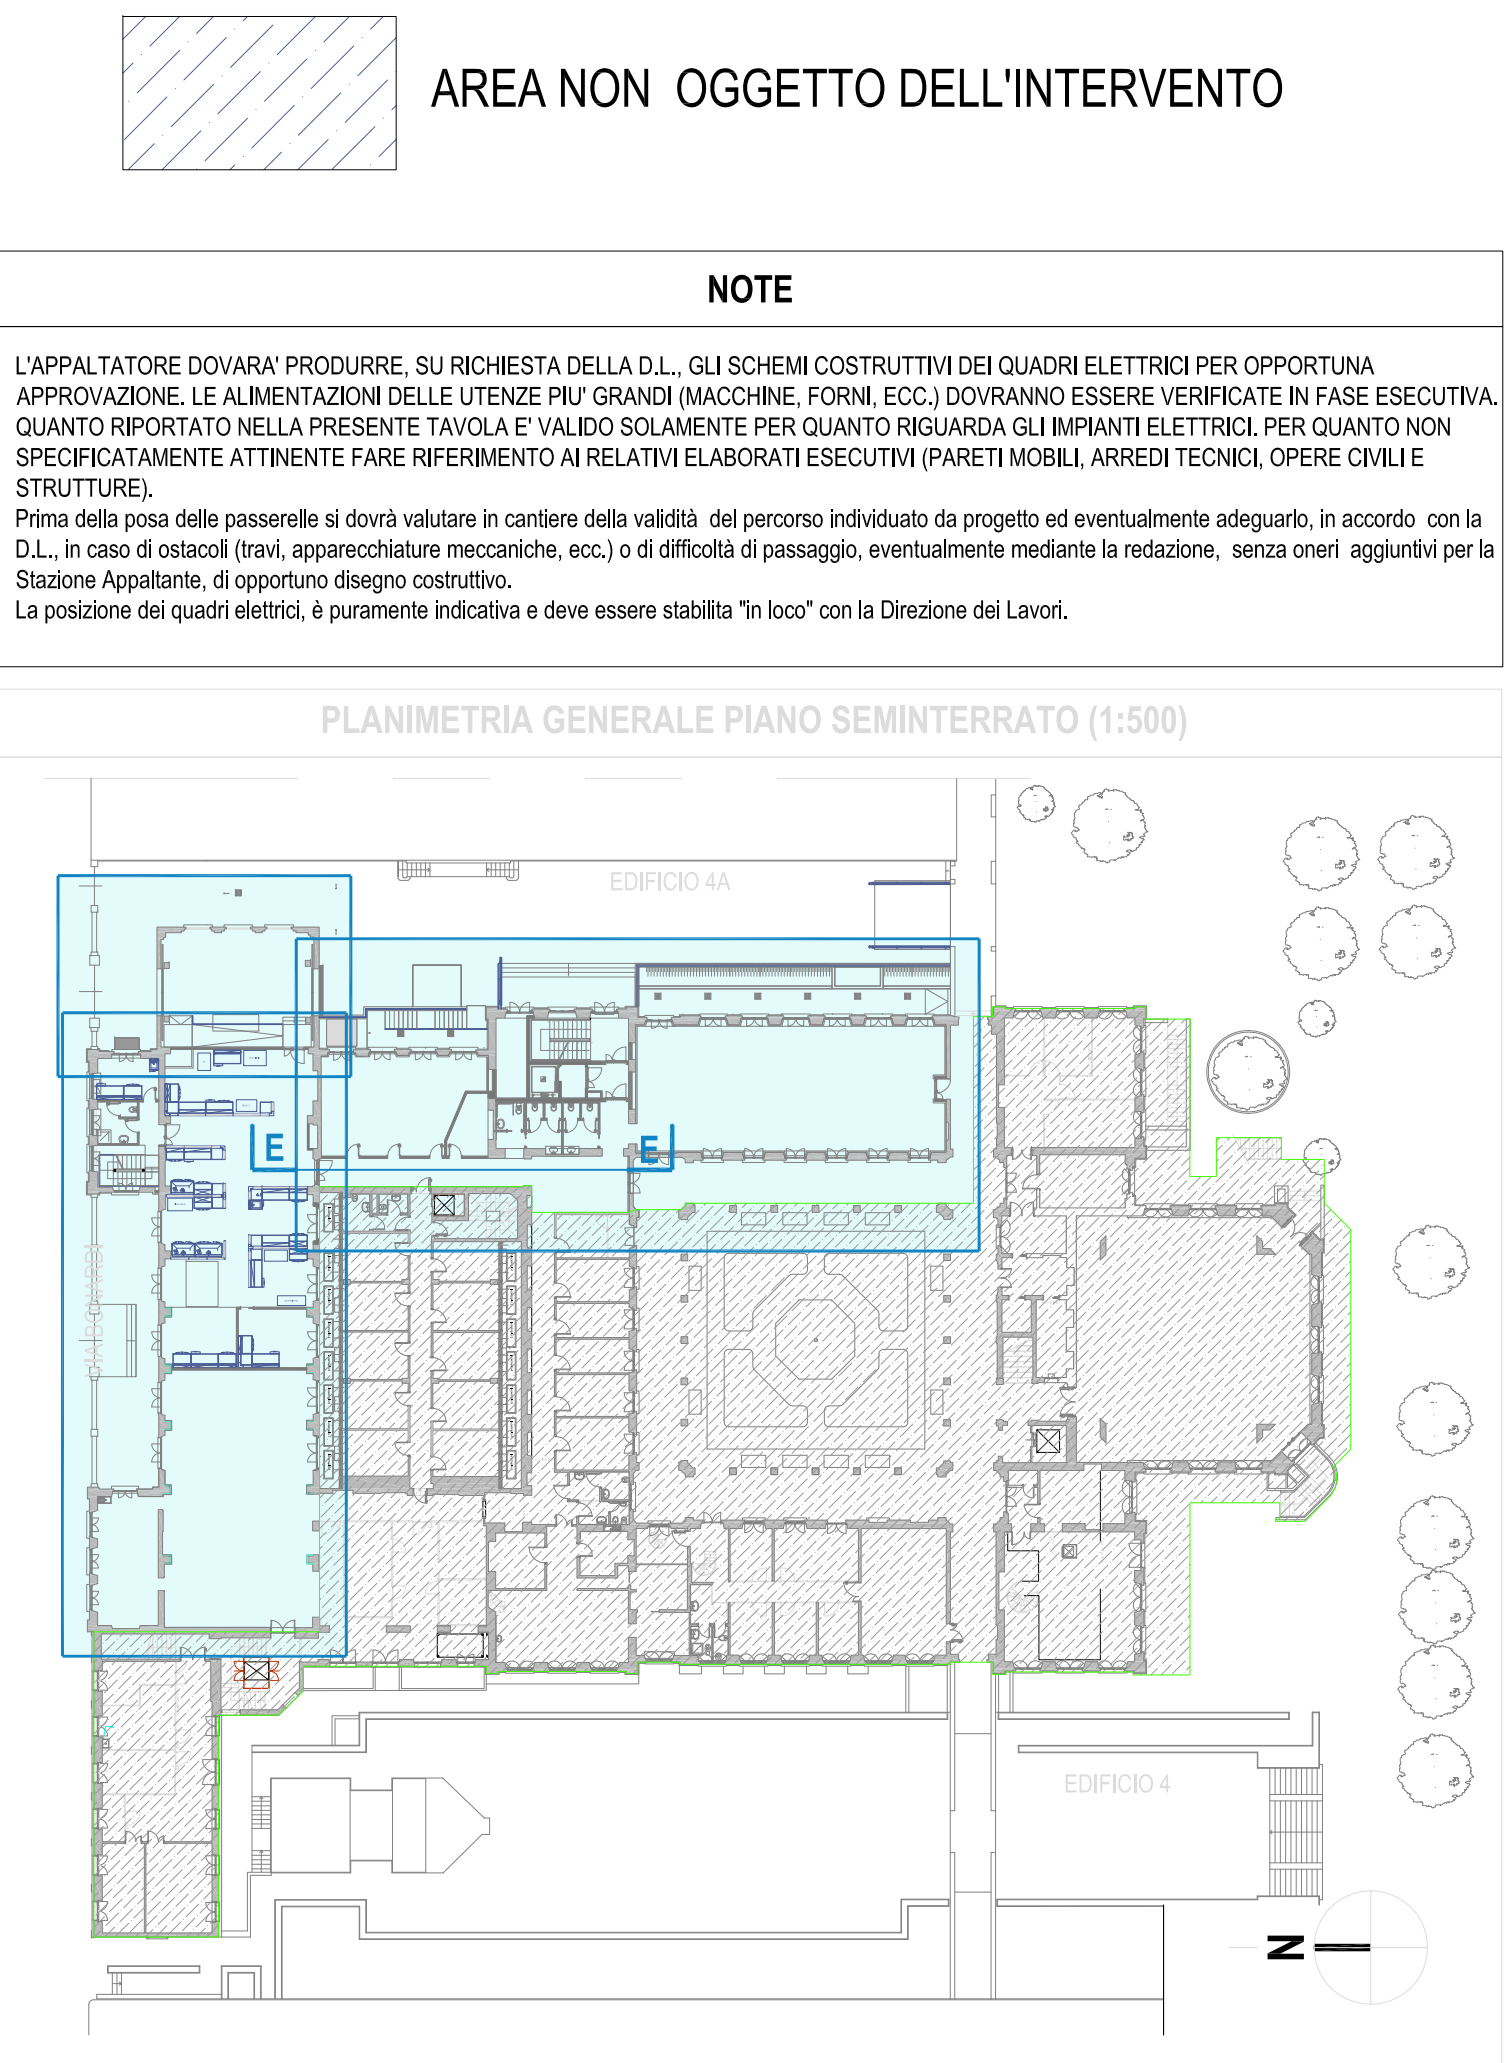 AREA NON OGGETTO DELL'INTERVENTO
NOTE
L'APPALTATORE DOVARA' PRODURRE, SU RICHIESTA DELLA D.L., GLI SCHEMI COSTRUTTIVI DEI QUADRI ELETTRICI PER OPPORTUNA
APPROVAZIONE. LE ALIMENTAZIONI DELLE UTENZE PIU' GRANDI (MACCHINE, FORNI, ECC.) DOVRANNO ESSERE VERIFICATE IN FASE ESECUTIVA.
QUANTO RIPORTATO NELLA PRESENTE TAVOLA E' VALIDO SOLAMENTE PER QUANTO RIGUARDA GLI IMPIANTI ELETTRICI. PER QUANTO NON
SPECIFICATAMENTE ATTINENTE FARE RIFERIMENTO AI RELATIVI ELABORATI ESECUTIVI (PARETI MOBILI, ARREDI TECNICI, OPERE CIVILI E
STRUTTURE).
Prima della posa delle passerelle si dovrà valutare in cantiere della validità del percorso individuato da progetto ed eventualmente adeguarlo, in accordo con la
D.L., in caso di ostacoli (travi, apparecchiature meccaniche, ecc.) o di difficoltà di passaggio, eventualmente mediante la redazione, senza oneri aggiuntivi per la
Stazione Appaltante, di opportuno disegno costruttivo.
La posizione dei quadri elettrici, è puramente indicativa e deve essere stabilita "in loco" con la Direzione dei Lavori.
PLANIMETRIA GENERALE PIANO SEMINTERRATO (1:500)
EDIFICIO 4A
E
E
EDIFICIO 4
N